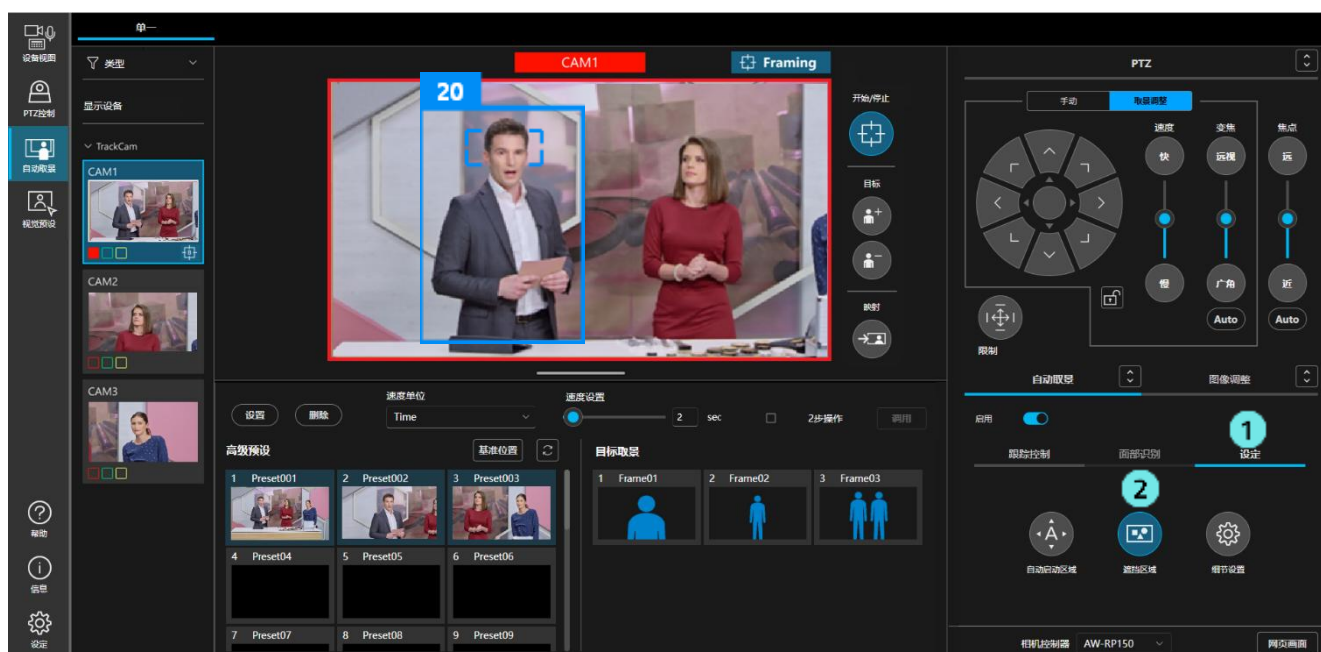 单一
设备视图
PTZ控制
自动取景
视觉预设
帮助
信息
设定
类型
显示设备
TrackCam
CAM1
CAM2
CAM3
CAM1
Framing
20
开始/停止
目标
映射
设置
删除
速度单位
Time
速度设置
2 sec
2步操作
调用
高级预设
基准位置
1 Preset001
2 Preset002
3 Preset003
4 Preset04
5 Preset05
6 Preset06
7 Preset07
8 Preset08
9 Preset09
目标取景
1 Frame01
2 Frame02
3 Frame03
PTZ
手动
取景调整
速度
变焦
焦点
快
远视
远
慢
广角
近
Auto
Auto
限制
自动取景
图像调整
启用
1
跟踪控制
面部识别
设定
2
自动启动区域
遮挡区域
细节设置
相机控制器
AW-RP150
网页画面